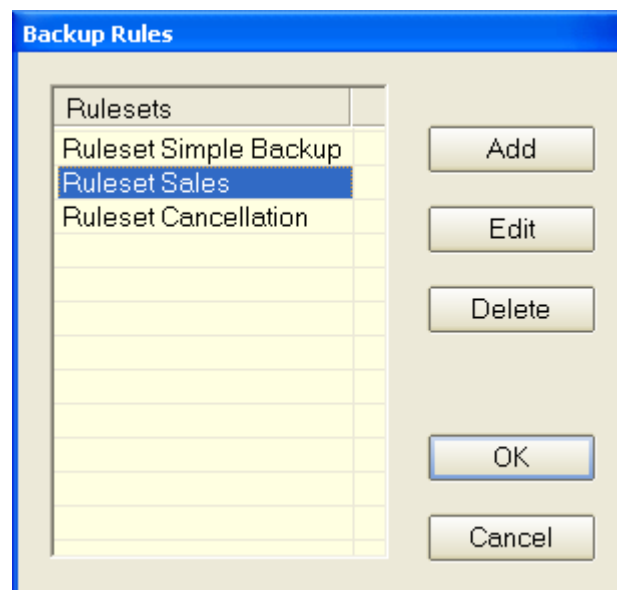 Backup Rules
Rulesets
Ruleset Simple Backup
Ruleset Sales
Ruleset Cancellation
Add
Edit
Delete
OK
Cancel